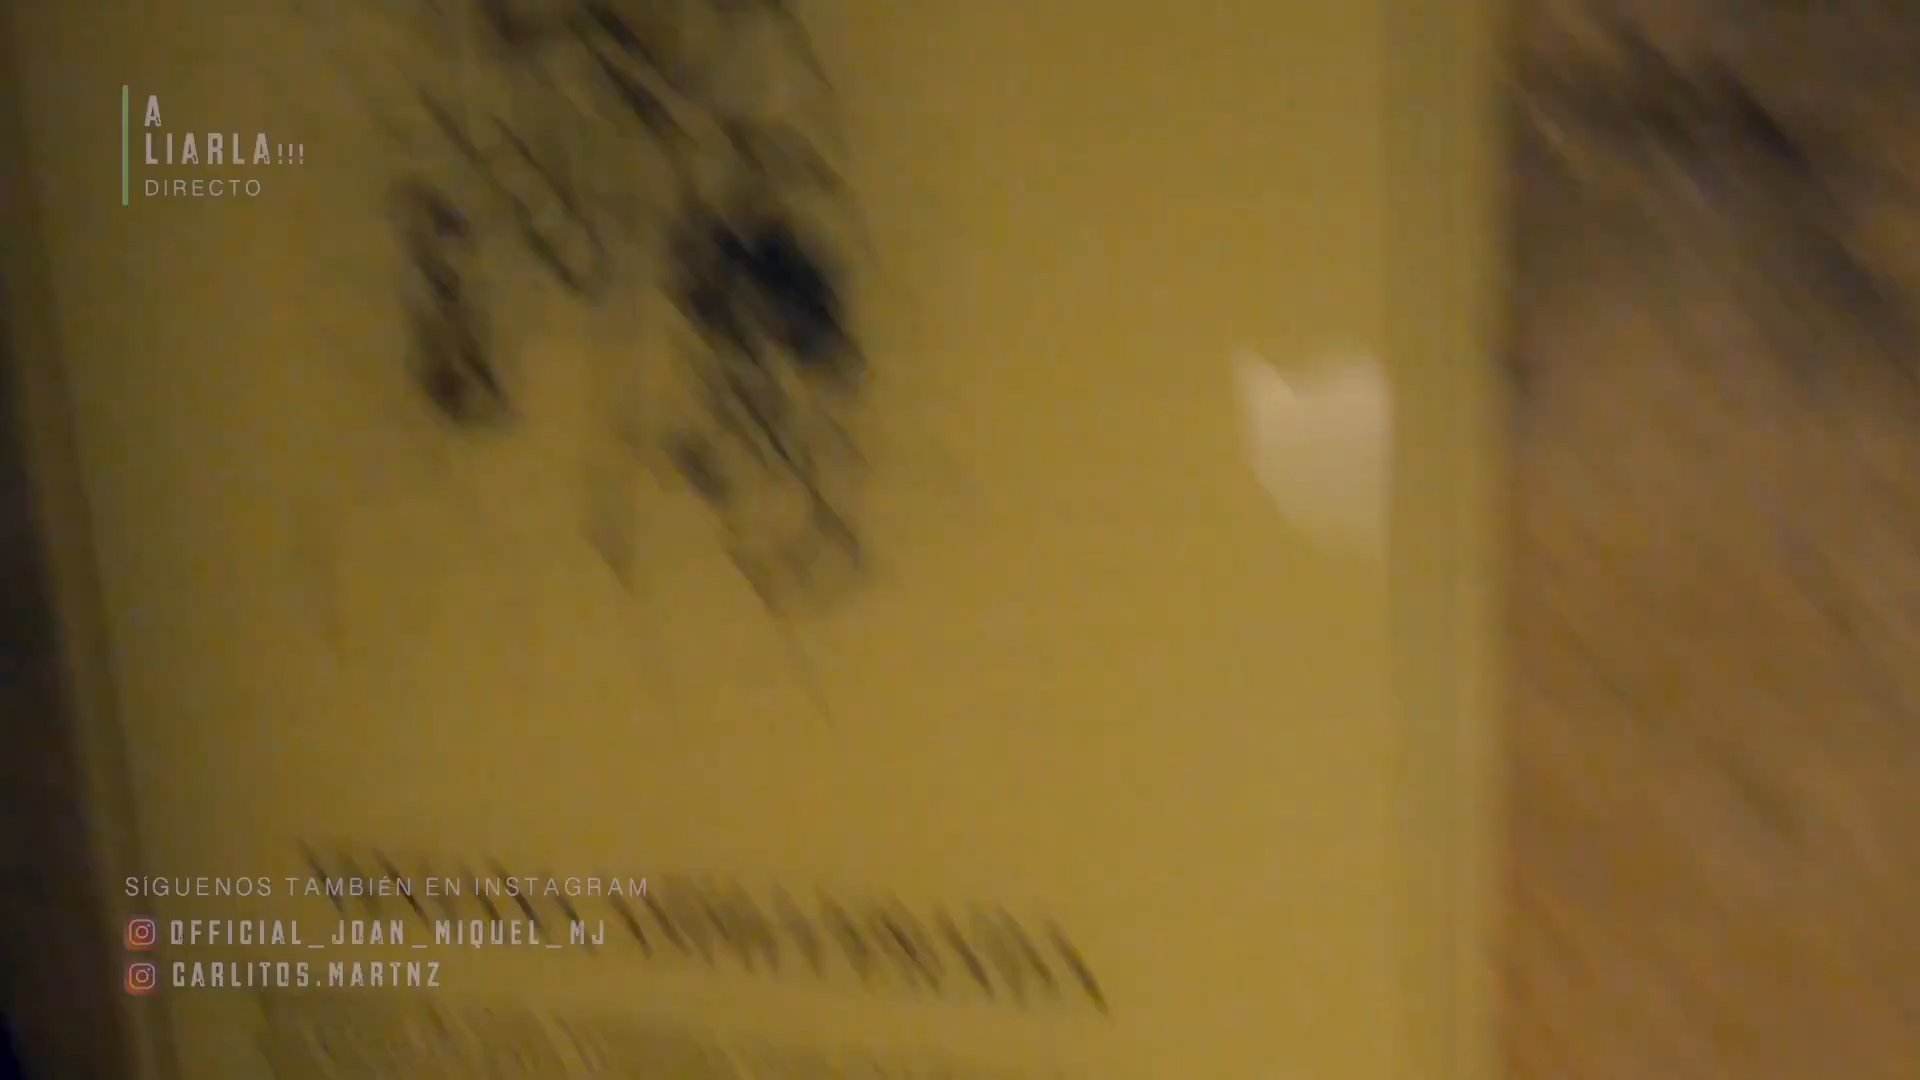 A
LIARLA!!!
DIRECTO
SÍGUENOS TAMBIÉN EN INSTAGRAM
OFFICIAL_JOAN_MIQUEL_MJ
CARLITOS.MARTNZ